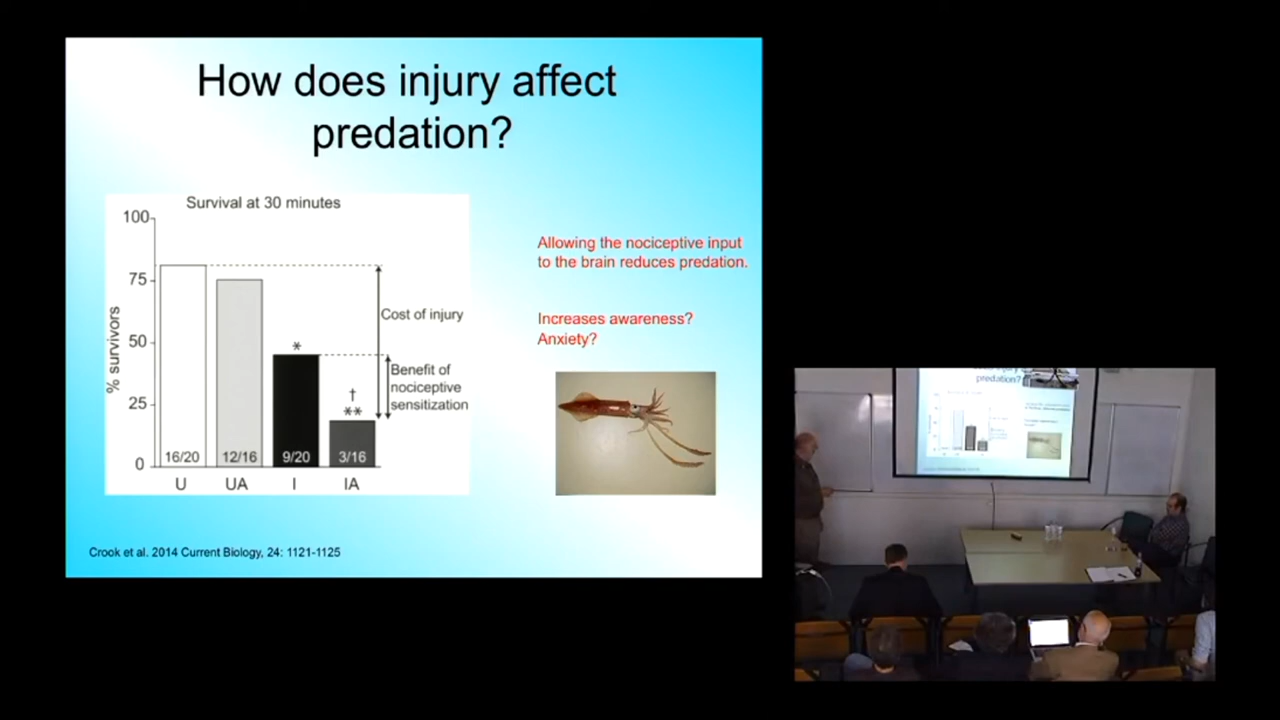 How does injury affect
predation?
Survival at 30 minutes
100
75
50
25
0
% survivors
Cost of injury
*
Benefit of
nociceptive
sensitization
†
**
16/20
12/16
9/20
3/16
U
UA
I
IA
Allowing the nociceptive input
to the brain reduces predation.
Increases awareness?
Anxiety?
Crook et al. 2014 Current Biology, 24: 1121-1125
predation?